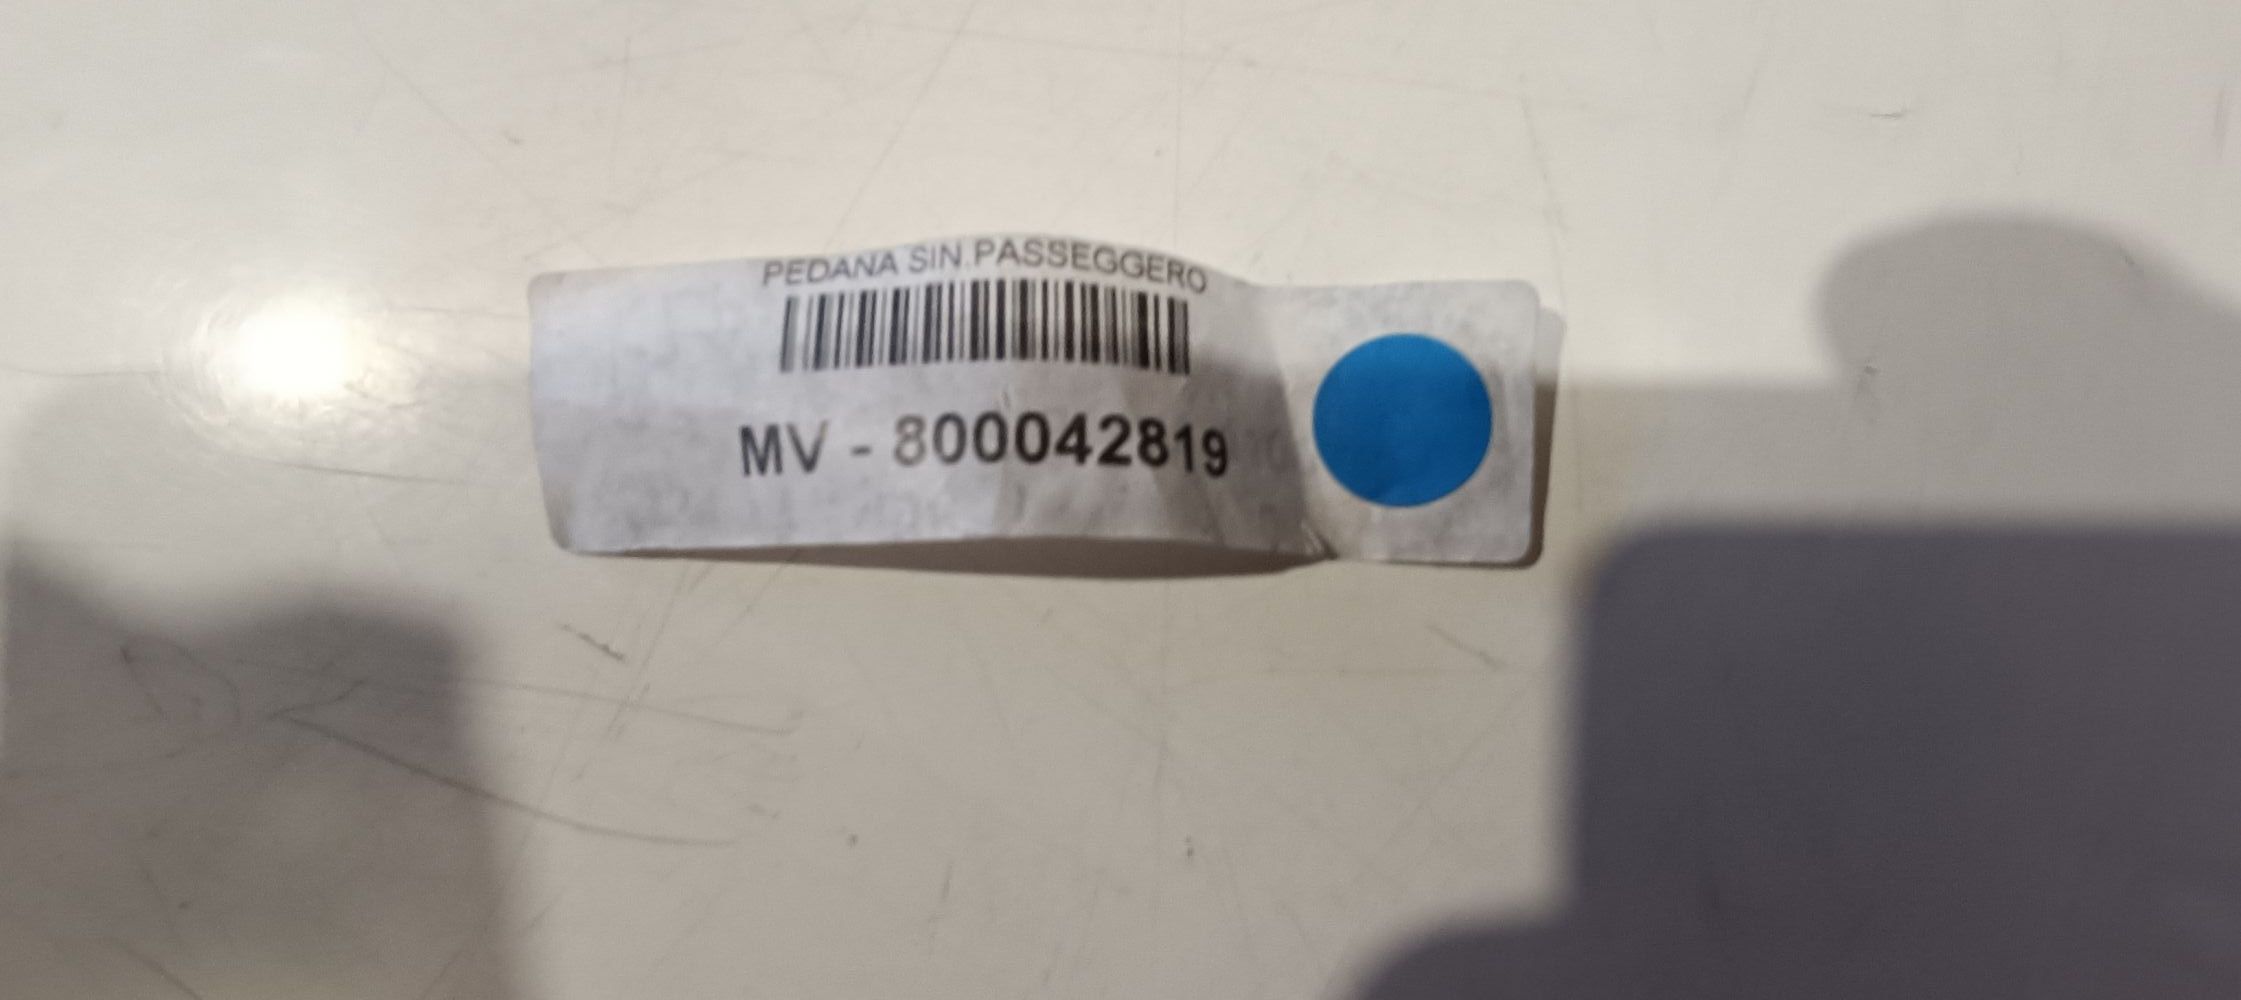 PEDANA SIN.PASSEGGERO
MV - 800042819